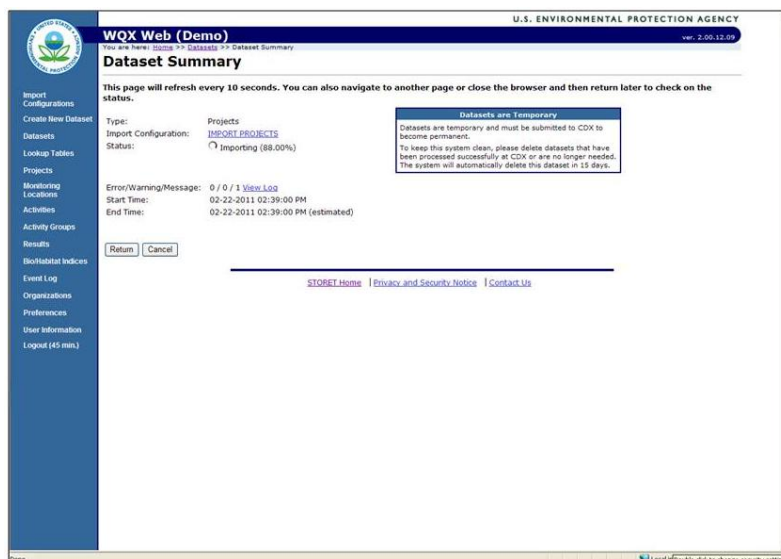 U.S. ENVIRONMENTAL PROTECTION AGENCY
WQX Web (Demo)
ver. 2.00.12.09
You are here: Home >> Datasets >> Dataset Summary
Dataset Summary
This page will refresh every 10 seconds. You can also navigate to another page or close the browser and then return later to check on the
status.
Import
Configurations
Create New Dataset
Datasets
Lookup Tables
Projects
Monitoring
Locations
Activities
Activity Groups
Results
Bio/Habitat Indices
Event Log
Organizations
Preferences
User Information
Logout (45 min.)
Type: Projects
Import Configuration: IMPORT PROJECTS
Status: Importing (88.00%)
Datasets are Temporary
Datasets are temporary and must be submitted to CDX to
become permanent.
To keep this system clean, please delete datasets that have
been processed successfully at CDX or are no longer needed.
The system will automatically delete this dataset in 15 days.
Error/Warning/Message: 0 / 0 / 1 View Log
Start Time: 02-22-2011 02:39:00 PM
End Time: 02-22-2011 02:39:00 PM (estimated)
Return Cancel
STORET Home | Privacy and Security Notice | Contact Us